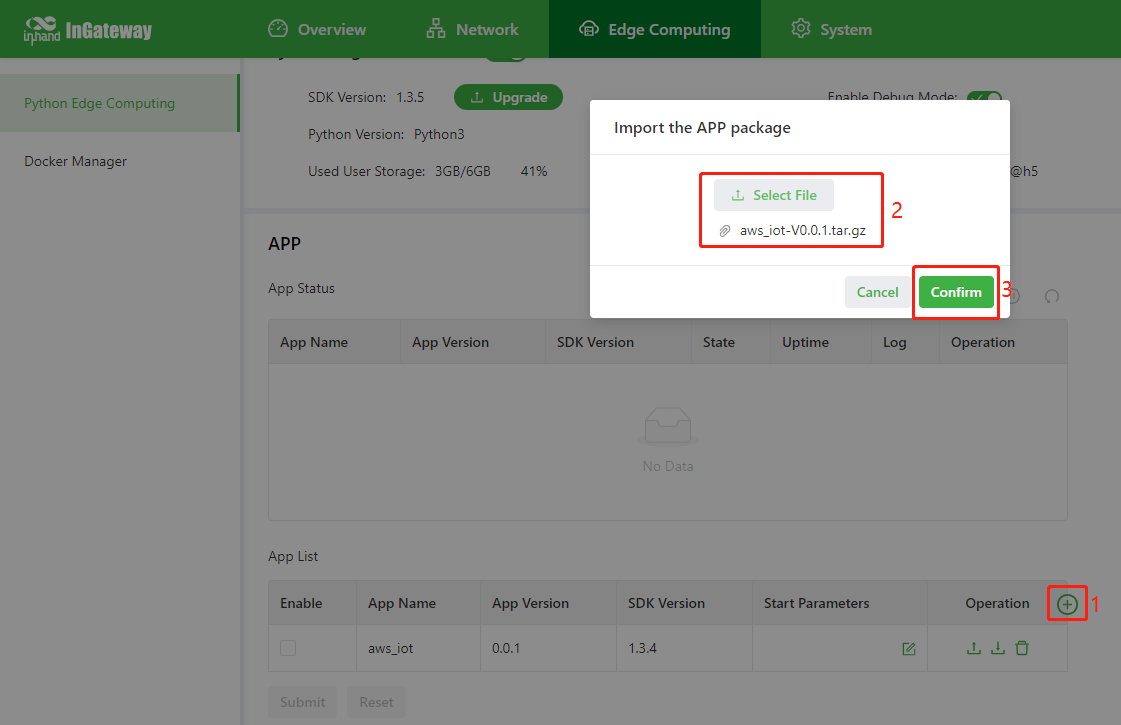 inhand InGateway Overview Network Edge Computing System
Python Edge Computing
Docker Manager
SDK Version: 1.3.5 Upgrade Enable Debug Mode:
Python Version: Python3
Used User Storage: 3GB/6GB 41% @h5
Import the APP package
Select File
aws_iot-V0.0.1.tar.gz
2
Cancel Confirm 3
APP
App Status
App Name App Version SDK Version State Uptime Log Operation
No Data
App List
Enable App Name App Version SDK Version Start Parameters Operation 1
aws_iot 0.0.1 1.3.4
Submit Reset